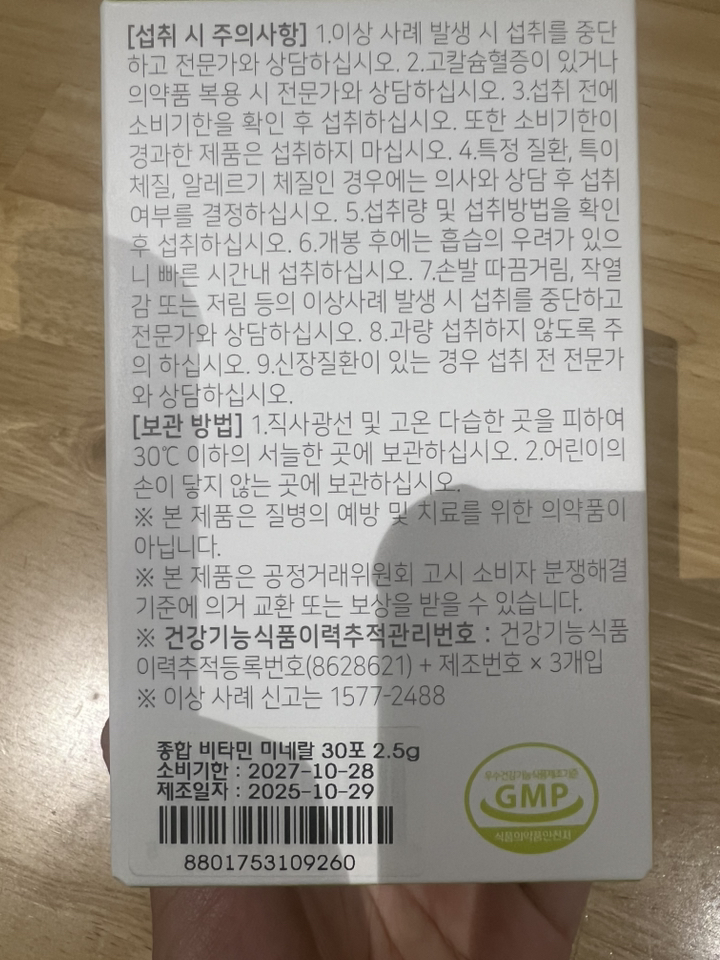 [섭취 시 주의사항] 1.이상 사례 발생 시 섭취를 중단
하고 전문가와 상담하십시오. 2.고칼슘혈증이 있거나
의약품 복용 시 전문가와 상담하십시오. 3.섭취 전에
소비기한을 확인 후 섭취하십시오. 또한 소비기한이
경과한 제품은 섭취하지 마십시오. 4.특정 질환, 특이
체질, 알레르기 체질인 경우에는 의사와 상담 후 섭취
여부를 결정하십시오. 5.섭취량 및 섭취방법을 확인
후 섭취하십시오. 6.개봉 후에는 흡습의 우려가 있으
니 빠른 시간내 섭취하십시오. 7.손발 따끔거림, 작열
감 또는 저림 등의 이상사례 발생 시 섭취를 중단하고
전문가와 상담하십시오. 8.과량 섭취하지 않도록 주
의 하십시오. 9.신장질환이 있는 경우 섭취 전 전문가
와 상담하십시오.
[보관 방법] 1.직사광선 및 고온 다습한 곳을 피하여
30℃ 이하의 서늘한 곳에 보관하십시오. 2.어린이의
손이 닿지 않는 곳에 보관하십시오.
※ 본 제품은 질병의 예방 및 치료를 위한 의약품이
아닙니다.
※ 본 제품은 공정거래위원회 고시 소비자 분쟁해결
기준에 의거 교환 또는 보상을 받을 수 있습니다.
※ 건강기능식품이력추적관리번호 : 건강기능식품
이력추적등록번호(8628621) + 제조번호 × 3개입
※ 이상 사례 신고는 1577-2488
종합 비타민 미네랄 30포 2.5g
소비기한 : 2027-10-28
제조일자 : 2025-10-29
8801753109260
우수건강기능식품제조기준
GMP
식품의약품안전처